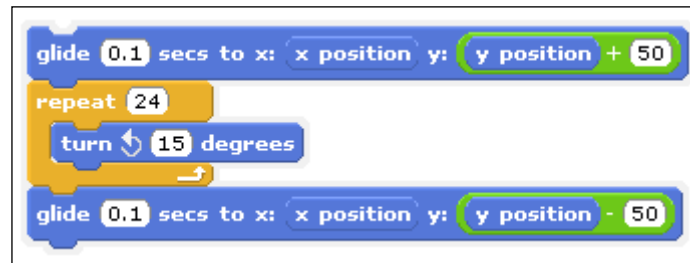 glide 0.1 secs to x: x position y: y position + 50
repeat 24
turn 15 degrees
glide 0.1 secs to x: x position y: y position - 50